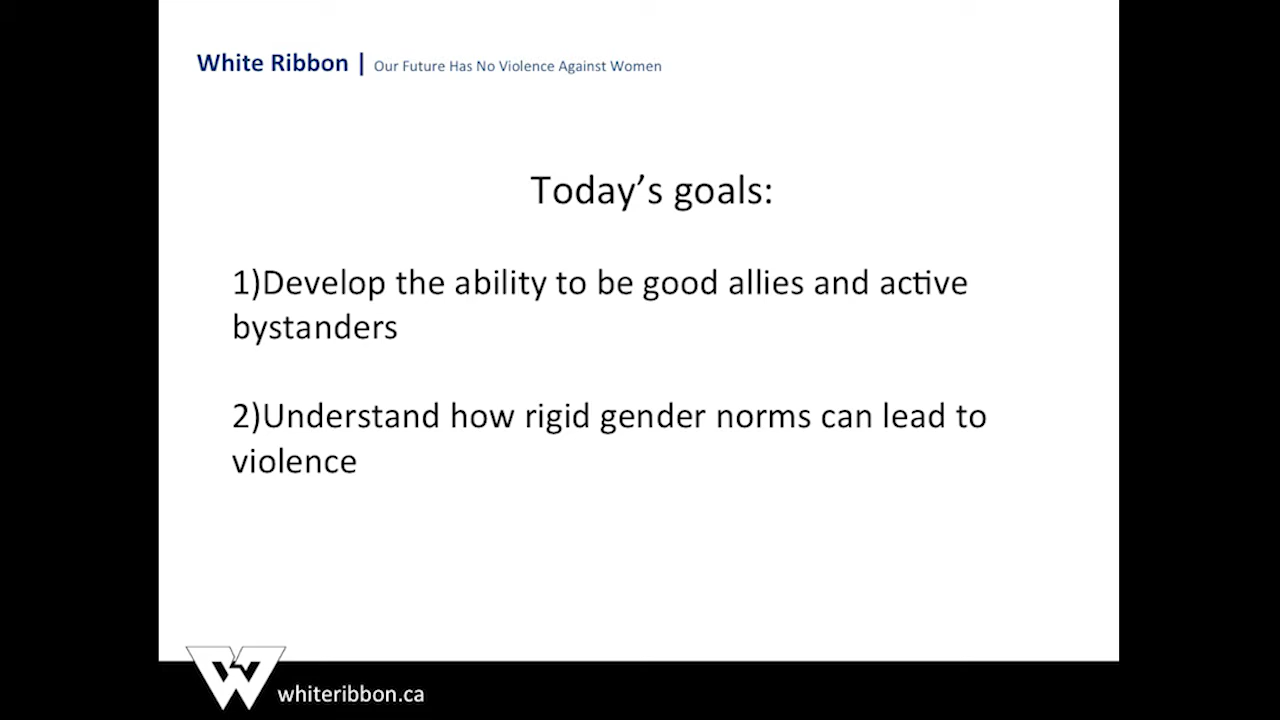 White Ribbon | Our Future Has No Violence Against Women
Today’s goals:
1)Develop the ability to be good allies and active
bystanders
2)Understand how rigid gender norms can lead to
violence
whiteribbon.ca